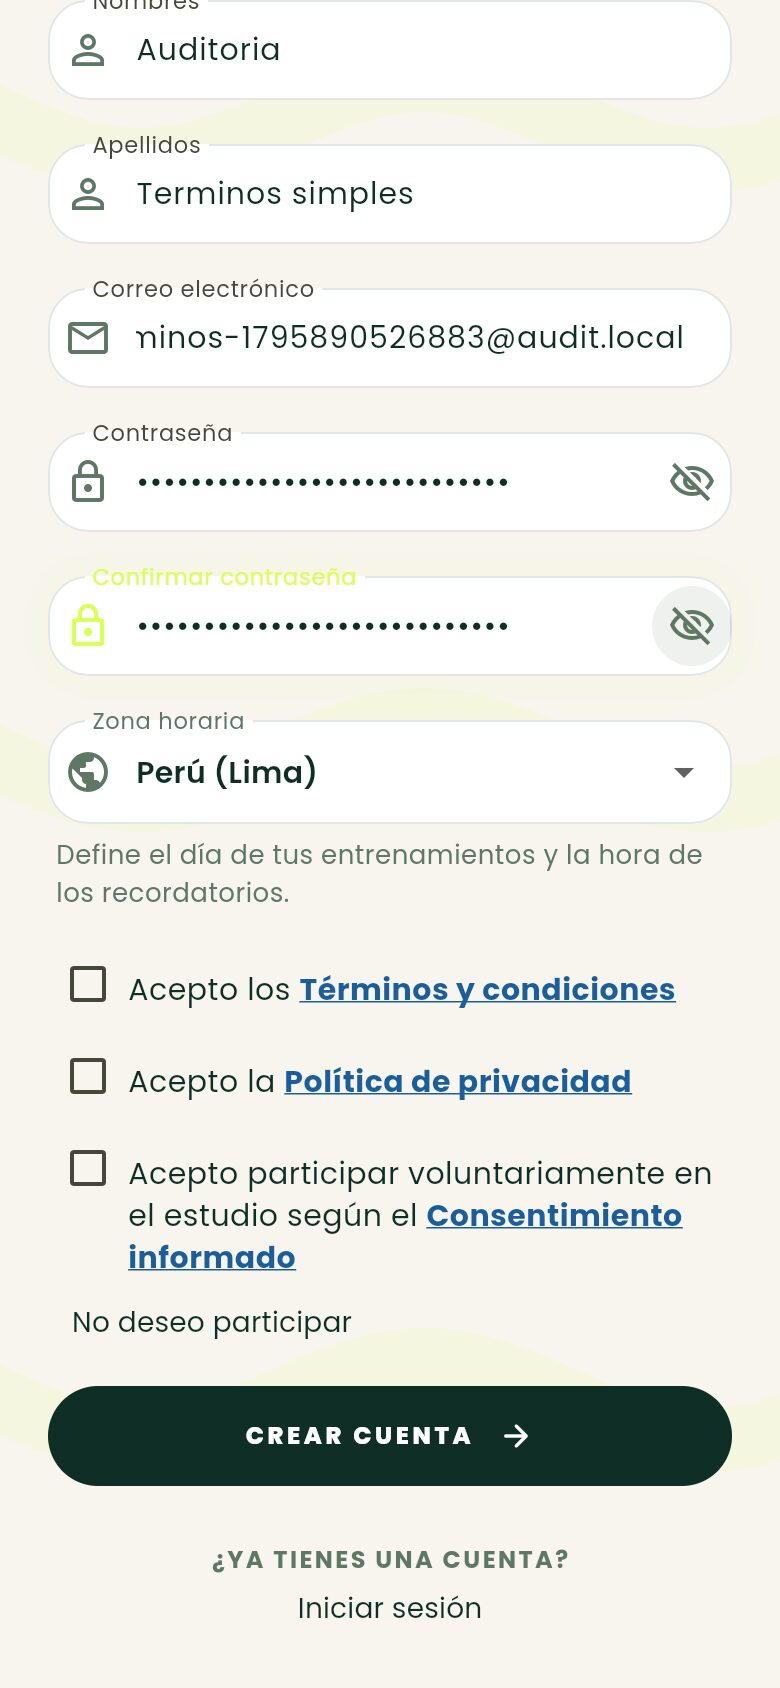 Nombres
Auditoria
Apellidos
Terminos simples
Correo electrónico
minos-1795890526883@audit.local
Contraseña
••••••••••••••••••••••••••••
Confirmar contraseña
••••••••••••••••••••••••••••
Zona horaria
Perú (Lima)
Define el día de tus entrenamientos y la hora de
los recordatorios.
Acepto los Términos y condiciones
Acepto la Política de privacidad
Acepto participar voluntariamente en
el estudio según el Consentimiento
informado
No deseo participar
CREAR CUENTA
¿YA TIENES UNA CUENTA?
Iniciar sesión